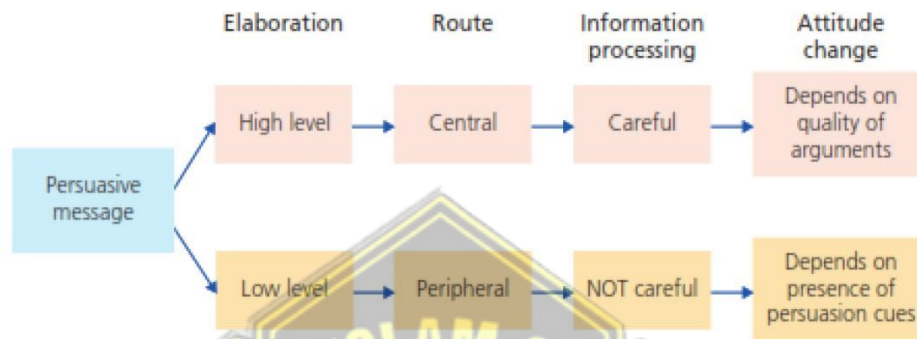 Elaboration
Route
Information
processing
Attitude
change
Persuasive
message
High level
Central
Careful
Depends on
quality of
arguments
Low level
Peripheral
NOT careful
Depends on
presence of
persuasion cues